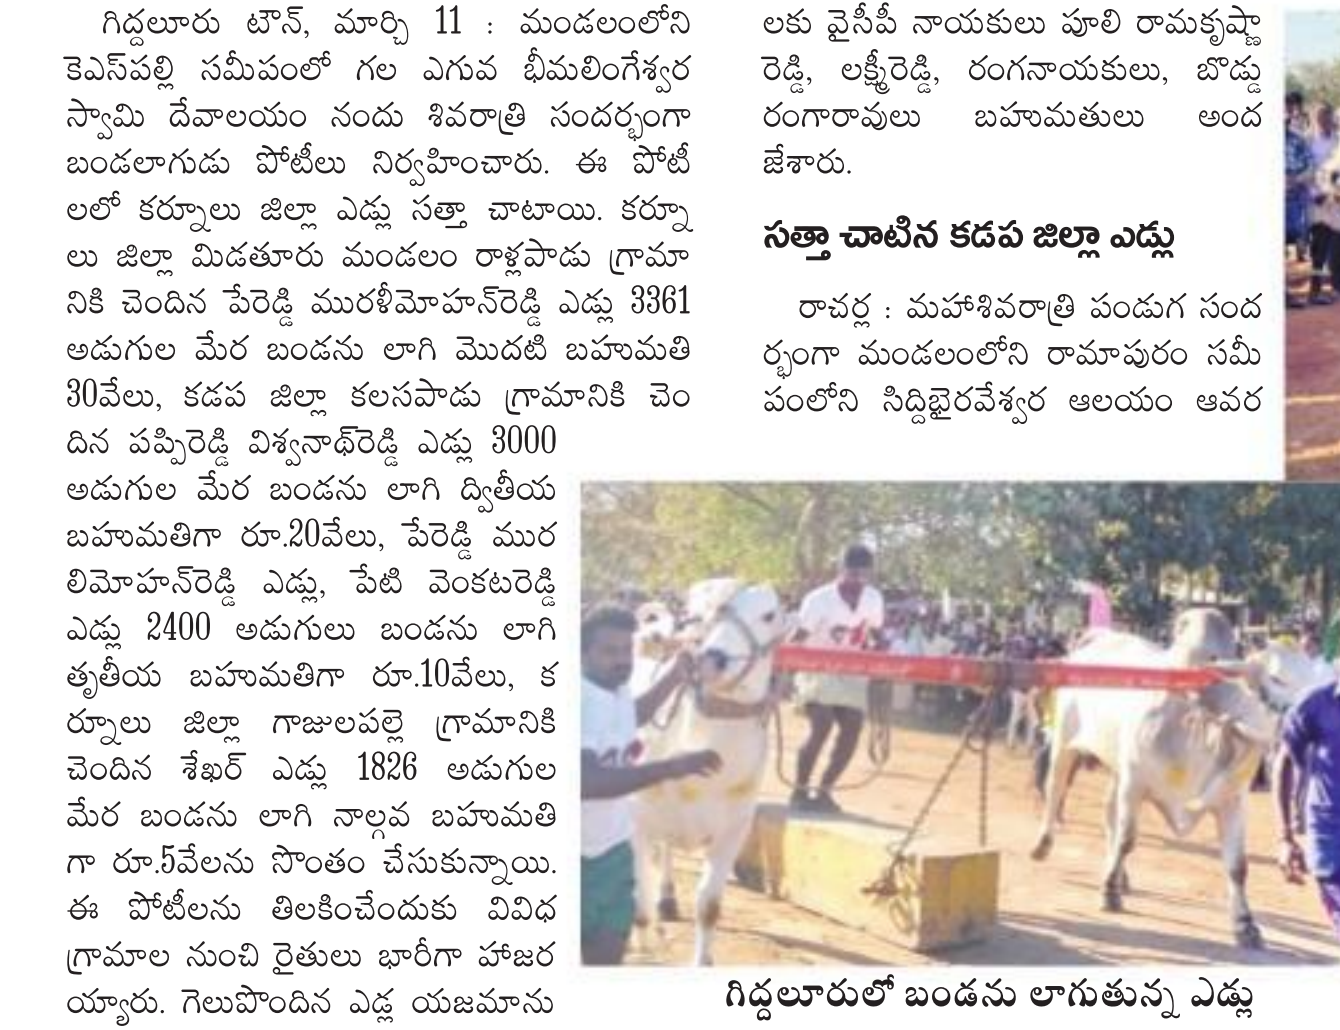 గిద్దలూరు టౌన్, మార్చి 11 : మండలంలోని
కెఎస్‌పల్లి సమీపంలో గల ఎగువ భీమలింగేశ్వర
స్వామి దేవాలయం నందు శివరాత్రి సందర్భంగా
బండలాగుడు పోటీలు నిర్వహించారు. ఈ పోటీ
లలో కర్నూలు జిల్లా ఎడ్లు సత్తా చాటాయి. కర్నూ
లు జిల్లా మిడతూరు మండలం రాళ్లపాడు గ్రామా
నికి చెందిన పేరెడ్డి మురళీమోహన్‌రెడ్డి ఎడ్లు 3361
అడుగుల మేర బండను లాగి మొదటి బహుమతి
30వేలు, కడప జిల్లా కలసపాడు గ్రామానికి చెం
దిన పప్పిరెడ్డి విశ్వనాథ్‌రెడ్డి ఎడ్లు 3000
అడుగుల మేర బండను లాగి ద్వితీయ
బహుమతిగా రూ.20వేలు, పేరెడ్డి ముర
లిమోహన్‌రెడ్డి ఎడ్లు, పేటి వెంకటరెడ్డి
ఎడ్లు 2400 అడుగులు బండను లాగి
తృతీయ బహుమతిగా రూ.10వేలు, క
ర్నూలు జిల్లా గాజులపల్లె గ్రామానికి
చెందిన శేఖర్ ఎడ్లు 1826 అడుగుల
మేర బండను లాగి నాల్గవ బహుమతి
గా రూ.5వేలను సొంతం చేసుకున్నాయి.
ఈ పోటీలను తిలకించేందుకు వివిధ
గ్రామాల నుంచి రైతులు భారీగా హాజర
య్యారు. గెలుపొందిన ఎడ్ల యజమాను
లకు వైసీపీ నాయకులు పూలి రామకృష్ణా
రెడ్డి, లక్ష్మీరెడ్డి, రంగనాయకులు, బొడ్డు
రంగారావులు బహుమతులు అంద
జేశారు.
సత్తా చాటిన కడప జిల్లా ఎడ్లు
రాచర్ల : మహాశివరాత్రి పండుగ సంద
ర్భంగా మండలంలోని రామాపురం సమీ
పంలోని సిద్దిభైరవేశ్వర ఆలయం ఆవర
గిద్దలూరులో బండను లాగుతున్న ఎడ్లు